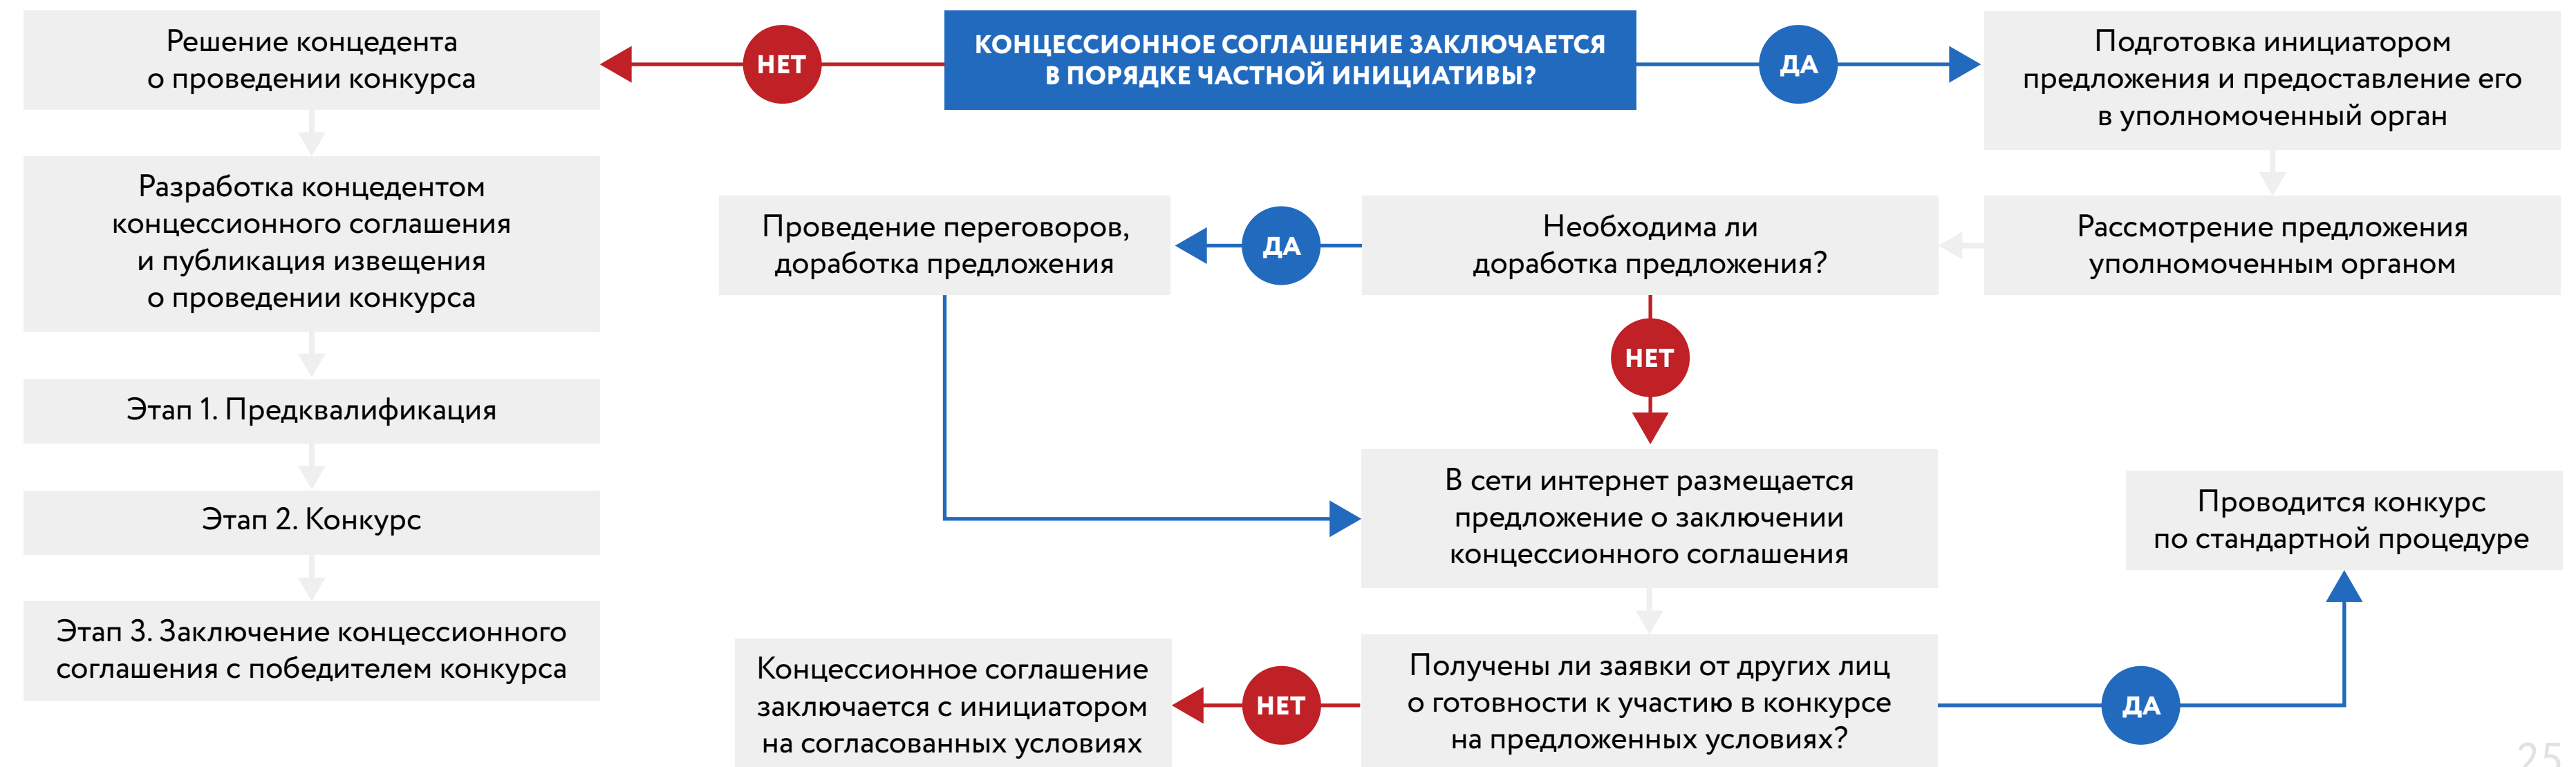 Решение концедента
о проведении конкурса
НЕТ
КОНЦЕССИОННОЕ СОГЛАШЕНИЕ ЗАКЛЮЧАЕТСЯ
В ПОРЯДКЕ ЧАСТНОЙ ИНИЦИАТИВЫ?
ДА
Подготовка инициатором
предложения и предоставление его
в уполномоченный орган
Разработка концедентом
концессионного соглашения
и публикация извещения
о проведении конкурса
Проведение переговоров,
доработка предложения
ДА
Необходима ли
доработка предложения?
Рассмотрение предложения
уполномоченным органом
НЕТ
Этап 1. Предквалификация
Этап 2. Конкурс
В сети интернет размещается
предложение о заключении
концессионного соглашения
Проводится конкурс
по стандартной процедуре
Этап 3. Заключение концессионного
соглашения с победителем конкурса
Концессионное соглашение
заключается с инициатором
на согласованных условиях
НЕТ
Получены ли заявки от других лиц
о готовности к участию в конкурсе
на предложенных условиях?
ДА
25